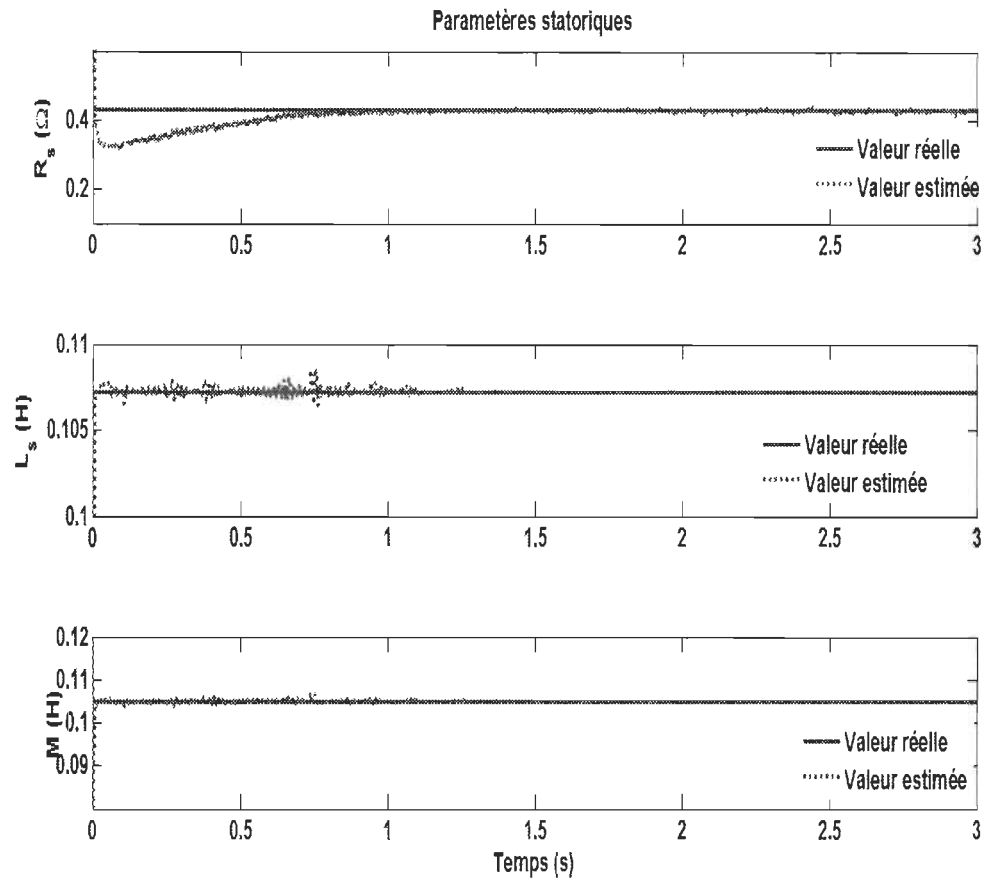 Paramètres statoriques
R_s (Ω)
0.4
0.2
Valeur réelle
Valeur estimée
0 0.5 1 1.5 2 2.5 3
L_s (H)
0.11
0.105
0.1
Valeur réelle
Valeur estimée
0 0.5 1 1.5 2 2.5 3
M (H)
0.12
0.11
0.1
0.09
Valeur réelle
Valeur estimée
0 0.5 1 1.5 2 2.5 3
Temps (s)